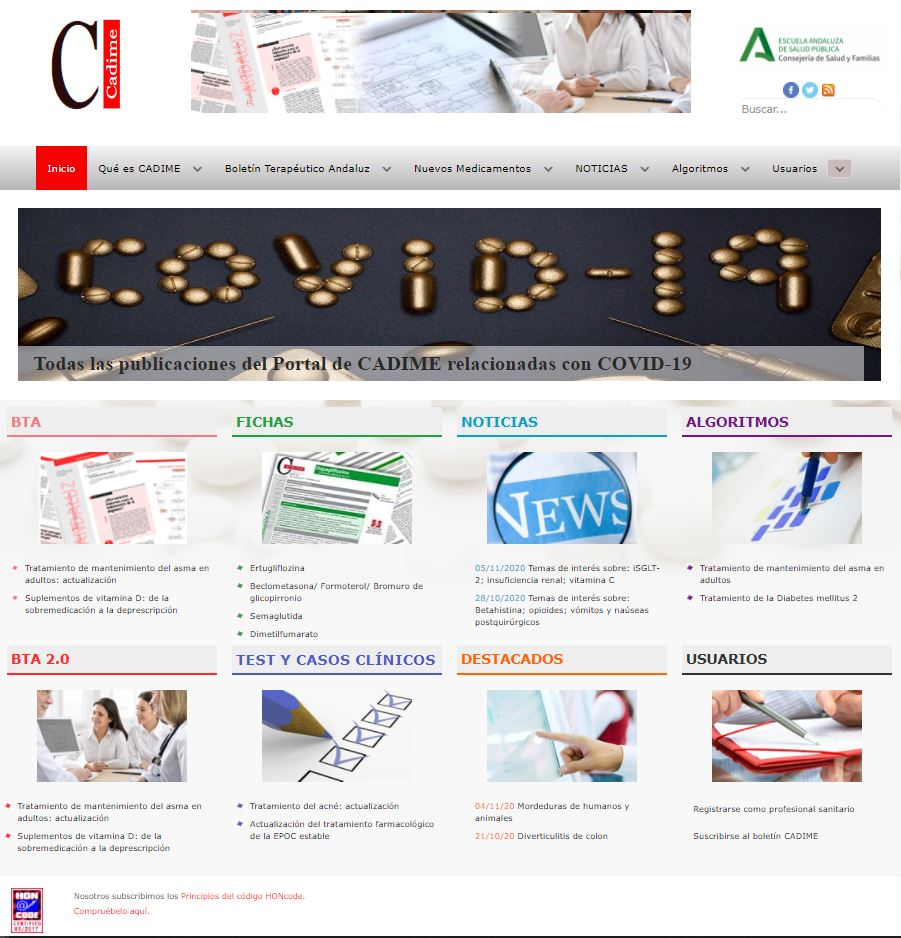 C
Cadime
ESCUELA ANDALUZA
DE SALUD PÚBLICA
Consejería de Salud y Familias
Buscar...
Inicio
Qué es CADIME
Boletín Terapéutico Andaluz
Nuevos Medicamentos
NOTICIAS
Algoritmos
Usuarios
COVID-19
Todas las publicaciones del Portal de CADIME relacionadas con COVID-19
BTA
FICHAS
NOTICIAS
ALGORITMOS
Dapagliflozina
NEWS
Tratamiento de mantenimiento del asma en
adultos: actualización
Suplementos de vitamina D: de la
sobremedicación a la deprescripción
Ertugliflozina
Beclometasona/ Formoterol/ Bromuro de
glicopirronio
Semaglutida
Dimetilfumarato
05/11/2020 Temas de interés sobre: iSGLT-
2; insuficiencia renal; vitamina C
28/10/2020 Temas de interés sobre:
Betahistina; opioides; vómitos y naúseas
postquirúrgicos
Tratamiento de mantenimiento del asma en
adultos
Tratamiento de la Diabetes mellitus 2
BTA 2.0
TEST Y CASOS CLÍNICOS
DESTACADOS
USUARIOS
Tratamiento de mantenimiento del asma en
adultos: actualización
Suplementos de vitamina D: de la
sobremedicación a la deprescripción
Tratamiento del acné: actualización
Actualización del tratamiento farmacológico
de la EPOC estable
04/11/20 Mordeduras de humanos y
animales
21/10/20 Diverticulitis de colon
Registrarse como profesional sanitario
Suscribirse al boletín CADIME
HON
@
CODE
CERTIFIED
05/2017
Nosotros subscribimos los Principios del código HONcode.
Compruébelo aquí.